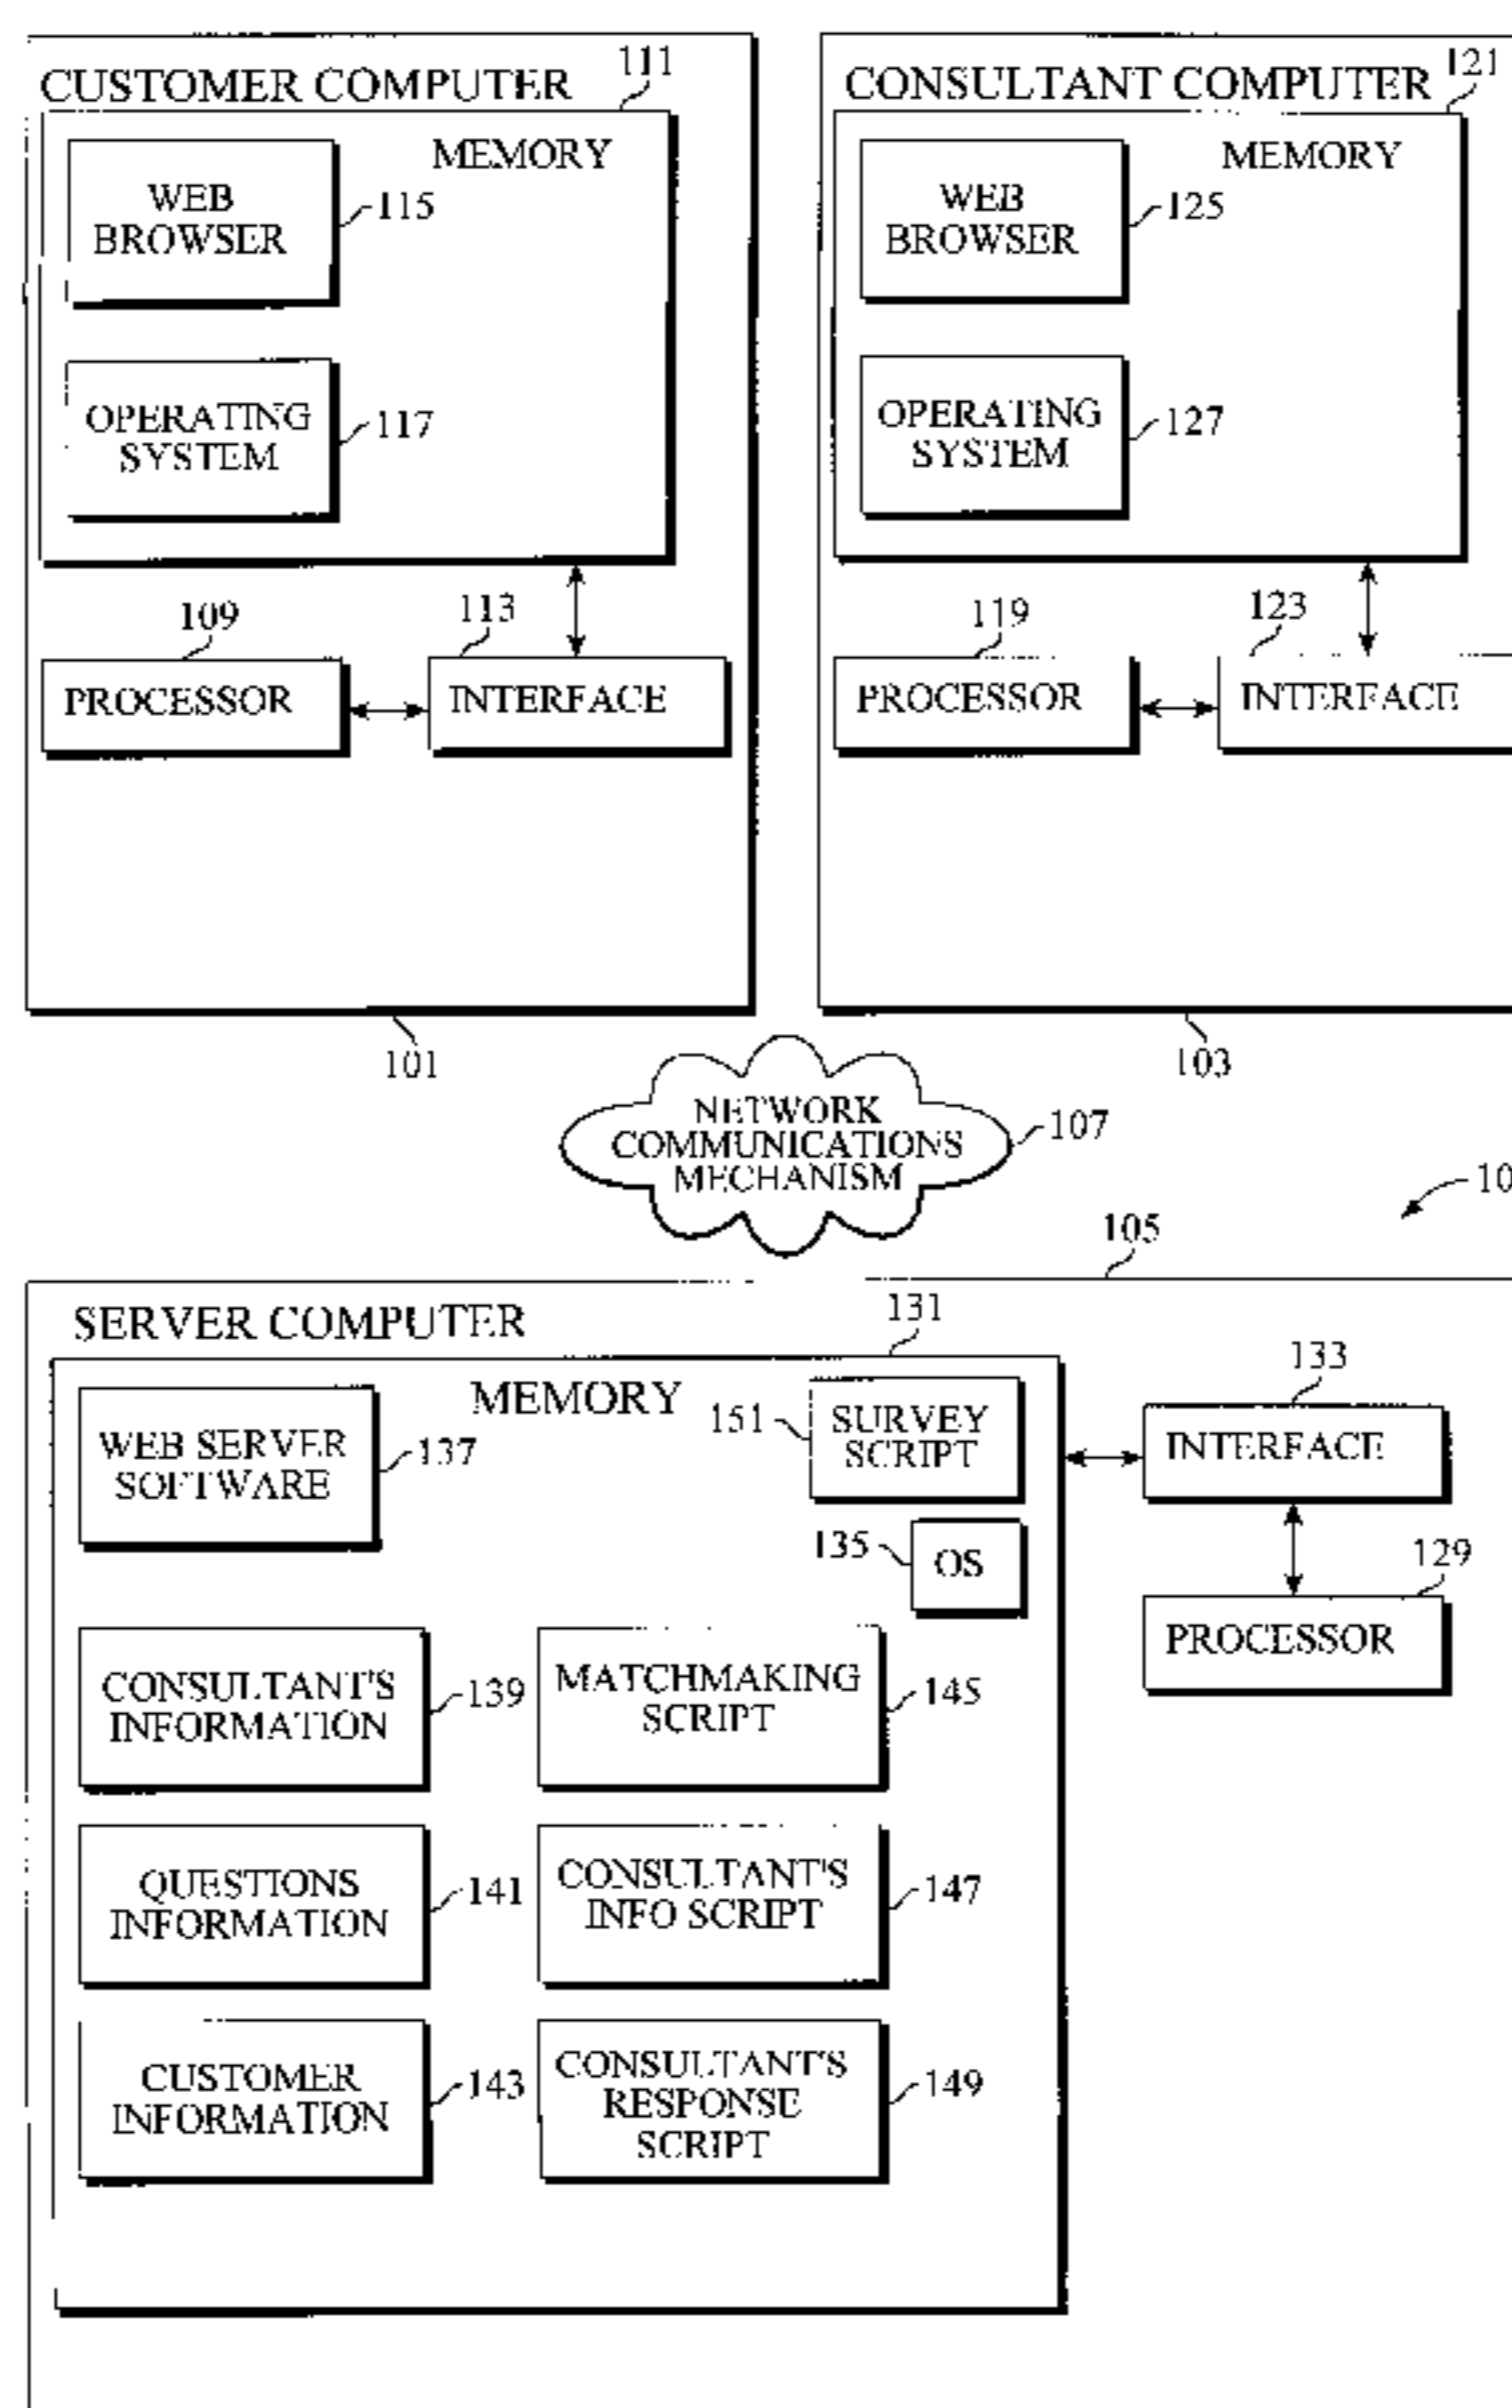 CUSTOMER COMPUTER
111
MEMORY
WEB
BROWSER
115
OPERATING
SYSTEM
117
109
113
PROCESSOR
INTERFACE
101
CONSULTANT COMPUTER
121
MEMORY
WEB
BROWSER
125
OPERATING
SYSTEM
127
119
123
PROCESSOR
INTERFACE
103
NETWORK
COMMUNICATIONS
MECHANISM
107
10
105
SERVER COMPUTER
131
MEMORY
WEB SERVER
SOFTWARE
137
151
SURVEY
SCRIPT
135
OS
133
INTERFACE
129
PROCESSOR
CONSULTANT'S
INFORMATION
139
MATCHMAKING
SCRIPT
145
QUESTIONS
INFORMATION
141
CONSULTANT'S
INFO SCRIPT
147
CUSTOMER
INFORMATION
143
CONSULTANT'S
RESPONSE
SCRIPT
149